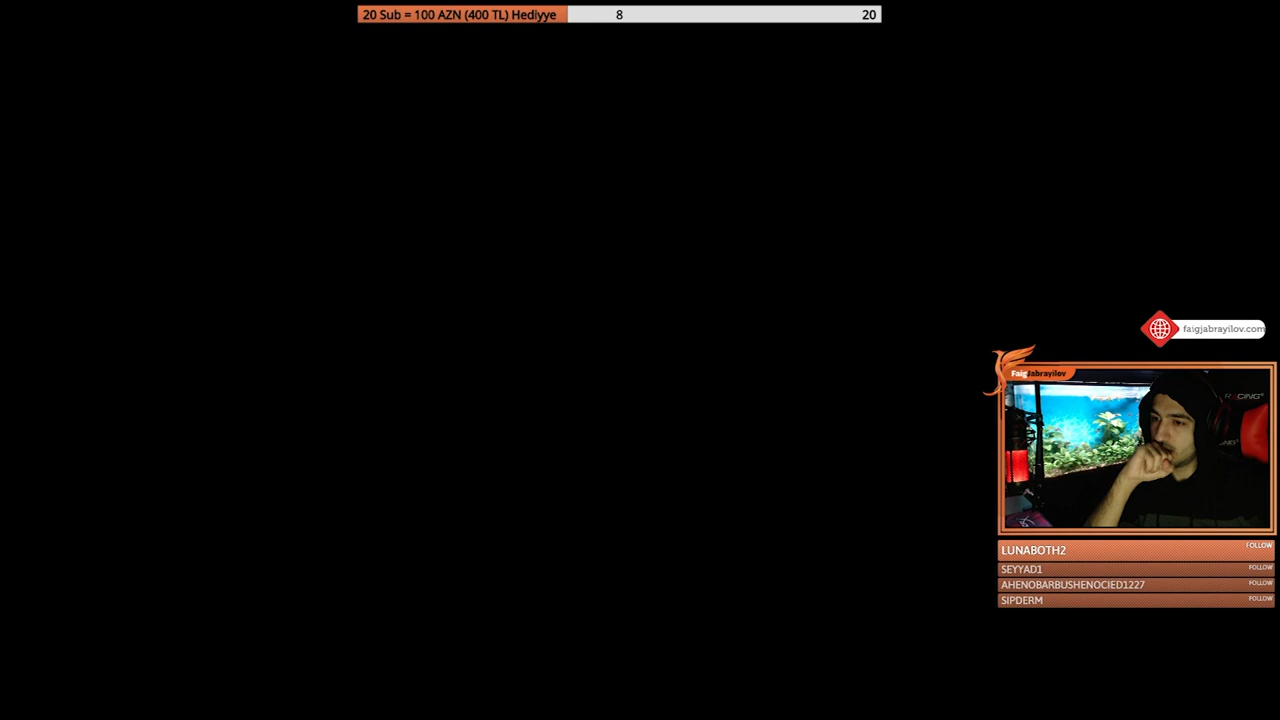 20 Sub = 100 AZN (400 TL) Hediyye 8 20
faigjabrayilov.com
FaigJabrayilov
RACING
LUNABOTH2 FOLLOW
SEYYAD1 FOLLOW
AHENOBARBUSHENOCIED1227 FOLLOW
SIPDERM FOLLOW